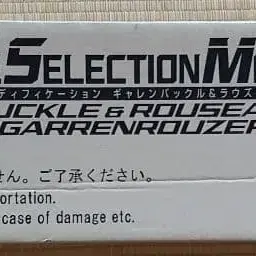 SELECTION M
ディフィケーション ギャレンバックル&ラウズ
UCKLE & ROUSEA
GARRENROUZER
せん。ご了承ください。
ortation.
case of damage etc.